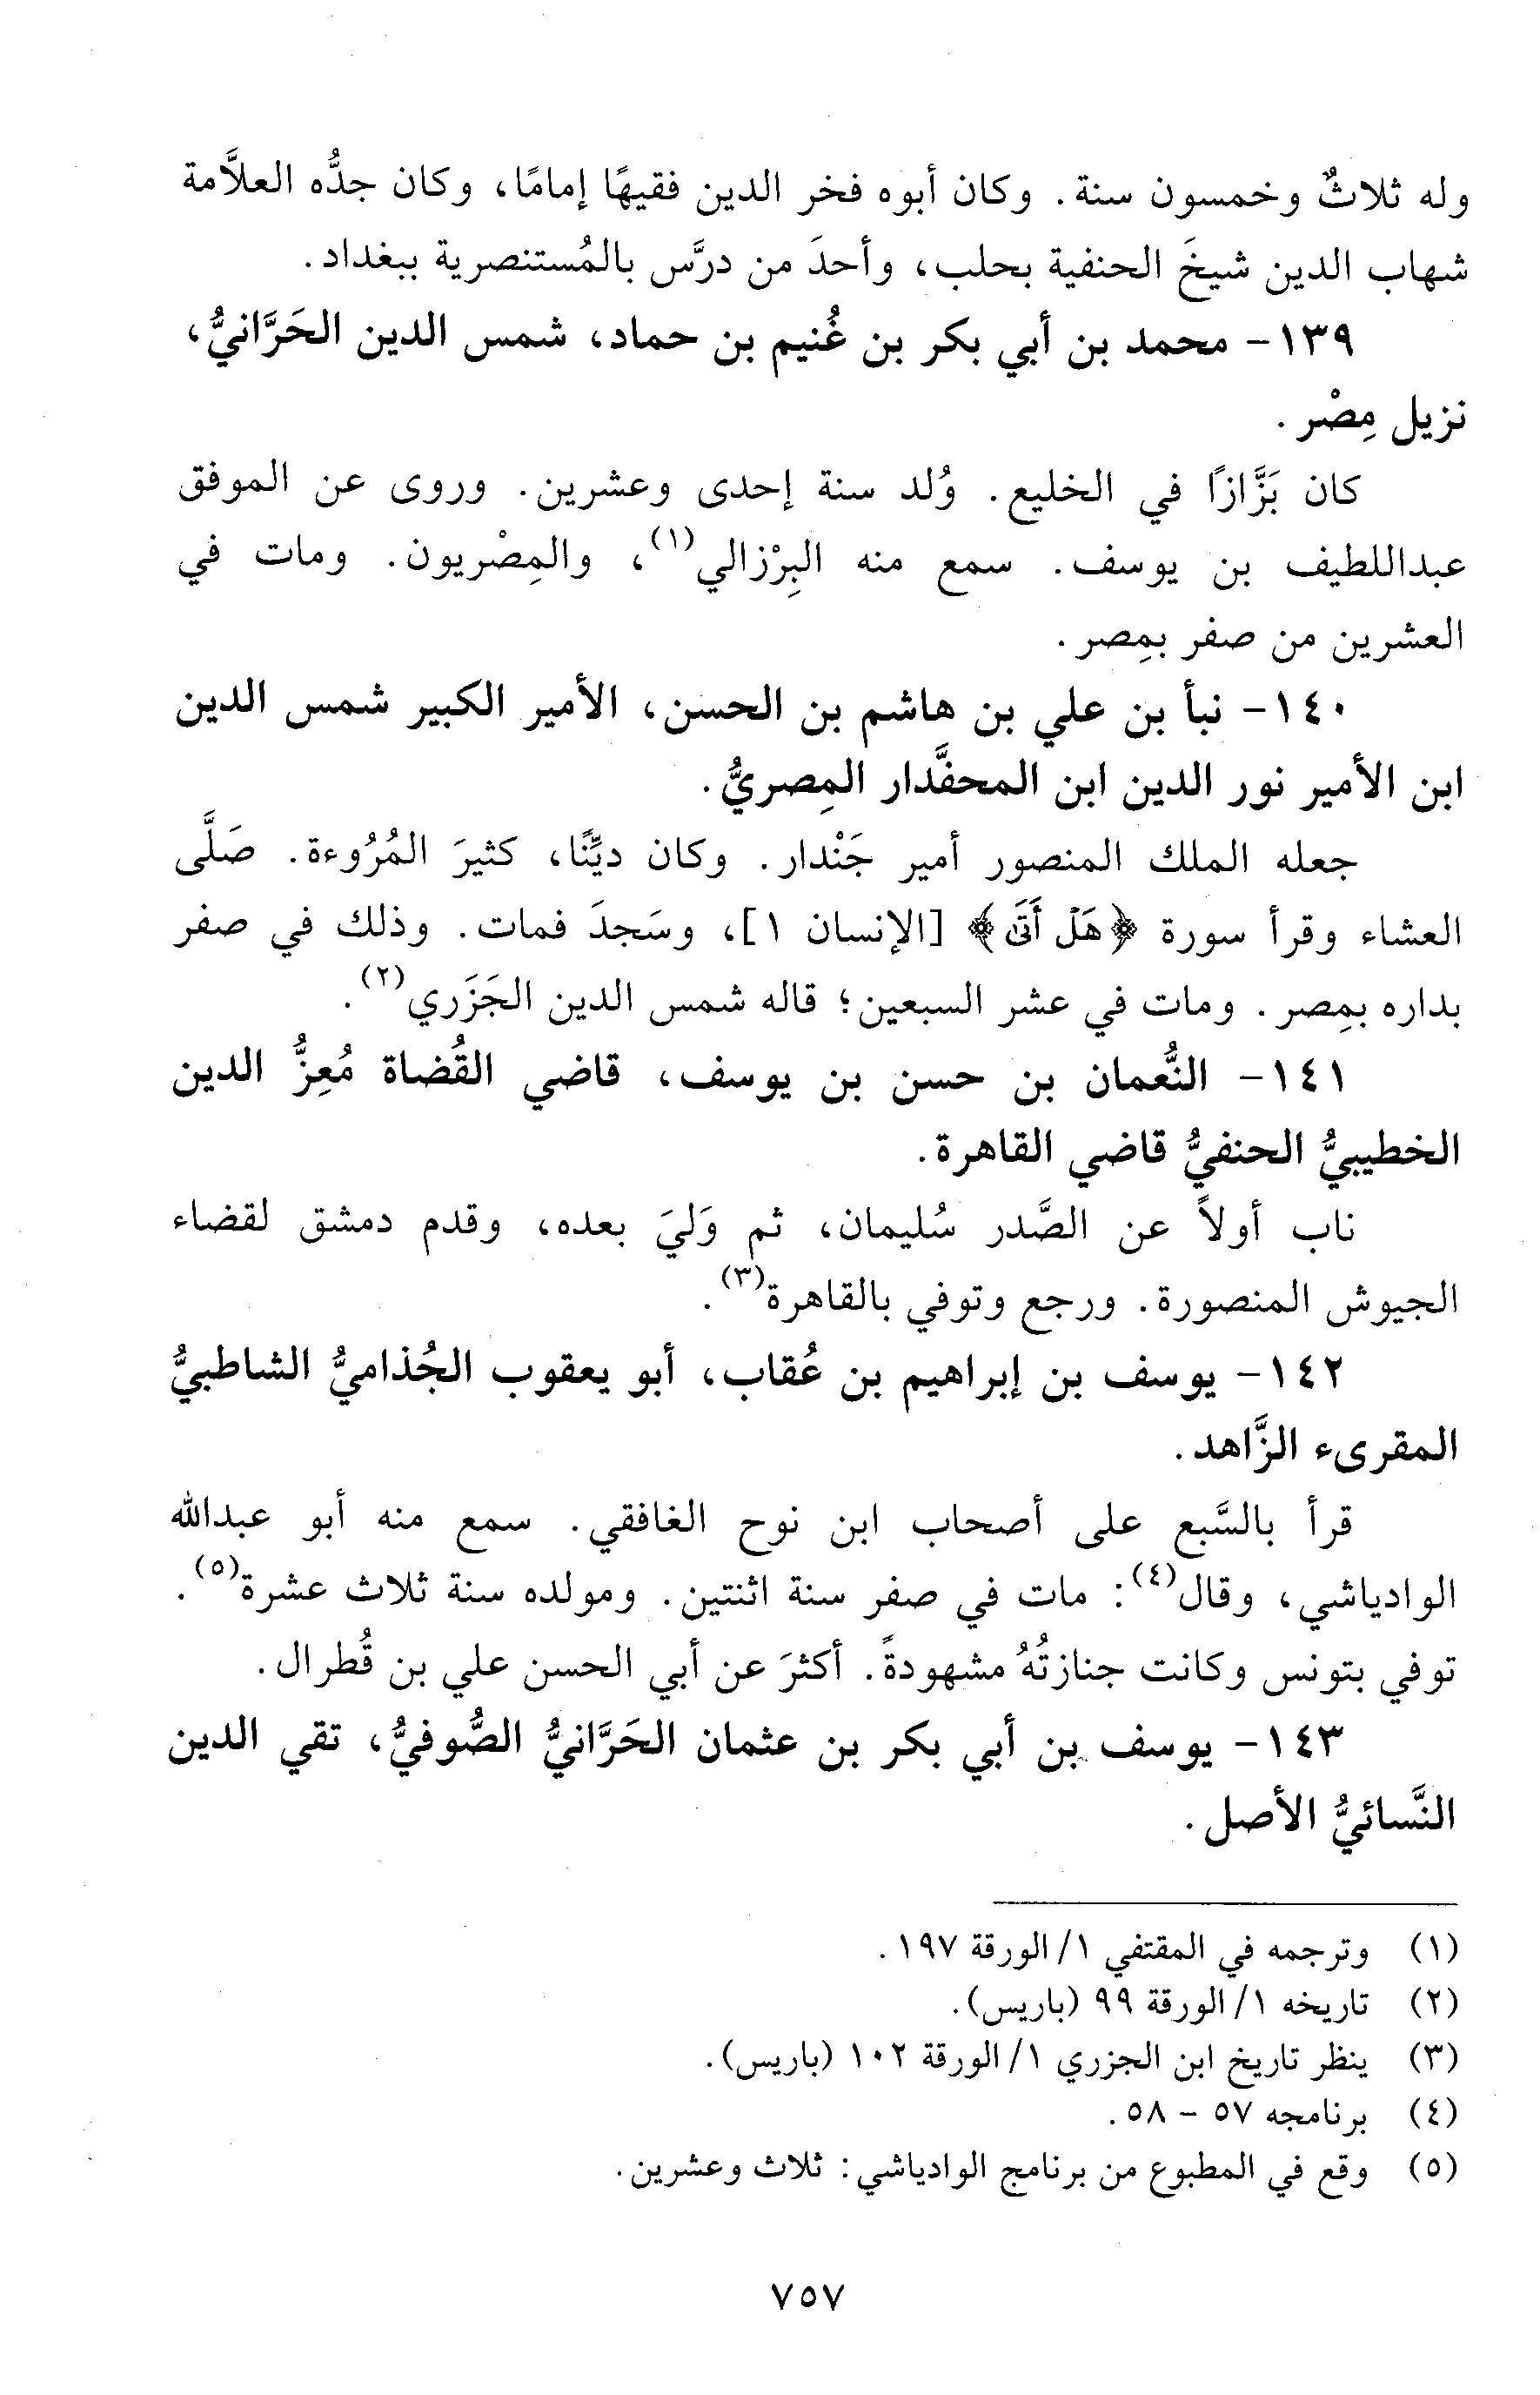 وله ثلاثٌ وخمسون سنة. وكان أبوه فخر الدين فقيهًا إمامًا، وكان جدُّه العلاَّمة
شهاب الدين شيخَ الحنفية بحلب، وأحدَ من درَّس بالمُستنصرية ببغداد.
١٣٩- محمد بن أبي بكر بن غُنيم بن حماد، شمس الدين الحَرَّانيُّ،
نزيل مِصْر.
كان بَزَّازًا في الخليع. وُلد سنة إحدى وعشرين. وروى عن الموفق
عبداللطيف بن يوسف. سمع منه البِرْزالي(١)، والمِصْريون. ومات في
العشرين من صفر بمِصر.
١٤٠- نبأ بن علي بن هاشم بن الحسن، الأمير الكبير شمس الدين
ابن الأمير نور الدين ابن المحفَّدار المِصريُّ.
جعله الملك المنصور أمير جَنْدار. وكان ديِّنًا، كثيرَ المُرُوءة. صَلَّى
العشاء وقرأ سورة ﴿هَلْ أَتَى﴾ [الإنسان ١]، وسَجدَ فمات. وذلك في صفر
بداره بمِصر. ومات في عشر السبعين؛ قاله شمس الدين الجَزَري(٢).
١٤١- النُّعمان بن حسن بن يوسف، قاضي القُضاة مُعِزُّ الدين
الخطيبيُّ الحنفيُّ قاضي القاهرة.
ناب أولاً عن الصَّدر سُليمان، ثم وَليَ بعده، وقدم دمشق لقضاء
الجيوش المنصورة. ورجع وتوفي بالقاهرة(٣).
١٤٢- يوسف بن إبراهيم بن عُقاب، أبو يعقوب الجُذاميُّ الشاطبيُّ
المقرىء الزَّاهد.
قرأ بالسَّبع على أصحاب ابن نوح الغافقي. سمع منه أبو عبدالله
الوادياشي، وقال(٤): مات في صفر سنة اثنتين. ومولده سنة ثلاث عشرة(٥).
توفي بتونس وكانت جنازتُهُ مشهودةً. أكثرَ عن أبي الحسن علي بن قُطرال.
١٤٣- يوسف بن أبي بكر بن عثمان الحَرَّانيُّ الصُّوفيُّ، تقي الدين
النَّسائيُّ الأصل.
(١) وترجمه في المقتفي ١/ الورقة ١٩٧.
(٢) تاريخه ١/ الورقة ٩٩ (باريس).
(٣) ينظر تاريخ ابن الجزري ١/ الورقة ١٠٢ (باريس).
(٤) برنامجه ٥٧ - ٥٨.
(٥) وقع في المطبوع من برنامج الوادياشي: ثلاث وعشرين.
٧٥٧